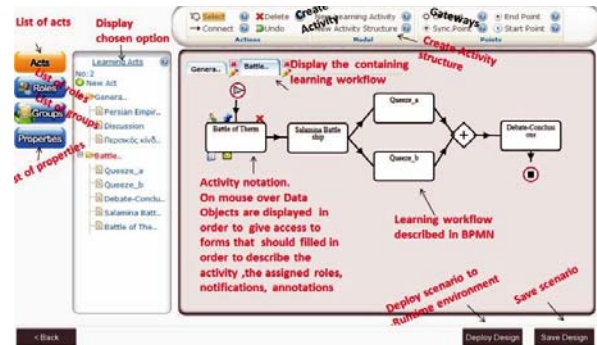 List of acts
Display
chosen option
Select
Delete
Connect
Undo
Actions
Create
Activity
New Learning Activity
New Activity Structure
Model
Create Activity
structure
Gateways
End Point
Sync.Point
Start Point
Points
Acts
Roles
Groups
Properties
List of roles
List of groups
List of properties
Learning Acts
No:2
New Act
Genera..
Persian Empir..
Discussion
Περσικός κίνδ..
Battle..
Queeze_a
Queeze_b
Debate-Conclu..
Salamina Batt..
Battle of The..
Genera..
Battle..
Display the containing
learning workflow
Battle of Therm
Salamina Battle
ship
Queeze_a
Queeze_b
Debate-Conclusi
ons
Activity notation.
On mouse over Data
Objects are displayed in
order to give access to
forms that should filled in
order to describe the
activity ,the assigned roles,
notifications, annotations
Learning workflow
described in BPMN
Deploy scenario to
Runtime environment
Save scenario
< Back
Deploy Design
Save Design